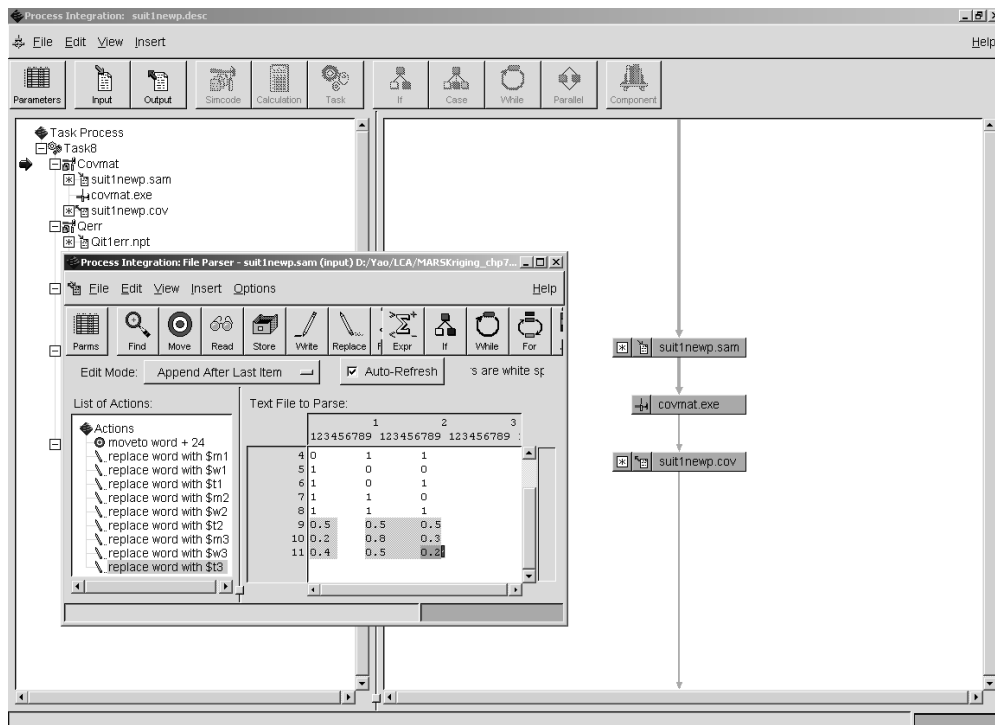 Process Integration: suit1newp.desc
File Edit View Insert Help
Parameters Input Output Simcode Calculation Task If Case While Parallel Component
Task Process
Task8
Covmat
suit1newp.sam
covmat.exe
suit1newp.cov
Qerr
Qit1err.npt
Process Integration: File Parser - suit1newp.sam (input) D:/Yao/LCA/MARSKriging_chp7...
File Edit View Insert Options Help
Parms Find Move Read Store Write Replace Expr If While For
Edit Mode: Append After Last Item Auto-Refresh s are white sp
List of Actions:
Actions
moveto word + 24
replace word with $m1
replace word with $w1
replace word with $t1
replace word with $m2
replace word with $w2
replace word with $t2
replace word with $m3
replace word with $w3
replace word with $t3
Text File to Parse:
1 2 3
123456789 123456789 123456789
4 0 1 1
5 1 0 0
6 1 0 1
7 1 1 0
8 1 1 1
9 0.5 0.5 0.5
10 0.2 0.8 0.3
11 0.4 0.5 0.2
suit1newp.sam
covmat.exe
suit1newp.cov